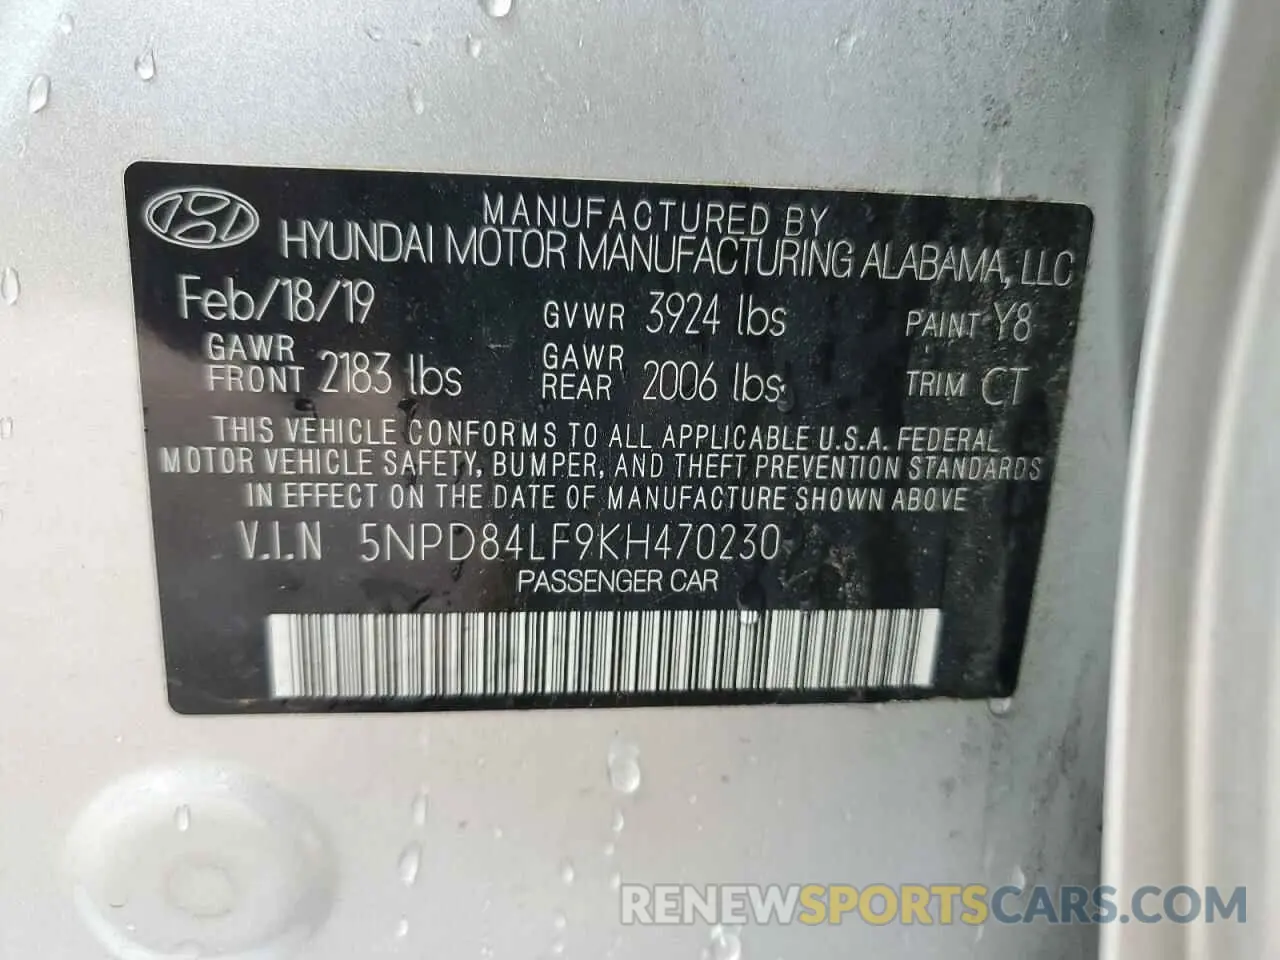 MANUFACTURED BY
HYUNDAI MOTOR MANUFACTURING ALABAMA, LLC
Feb/18/19 GVWR 3924 lbs PAINT Y8
GAWR FRONT 2183 lbs GAWR REAR 2006 lbs TRIM CT
THIS VEHICLE CONFORMS TO ALL APPLICABLE U.S.A. FEDERAL
MOTOR VEHICLE SAFETY, BUMPER, AND THEFT PREVENTION STANDARDS
IN EFFECT ON THE DATE OF MANUFACTURE SHOWN ABOVE
V.I.N 5NPD84LF9KH470230
PASSENGER CAR
RENEWSPORTSCARS.COM